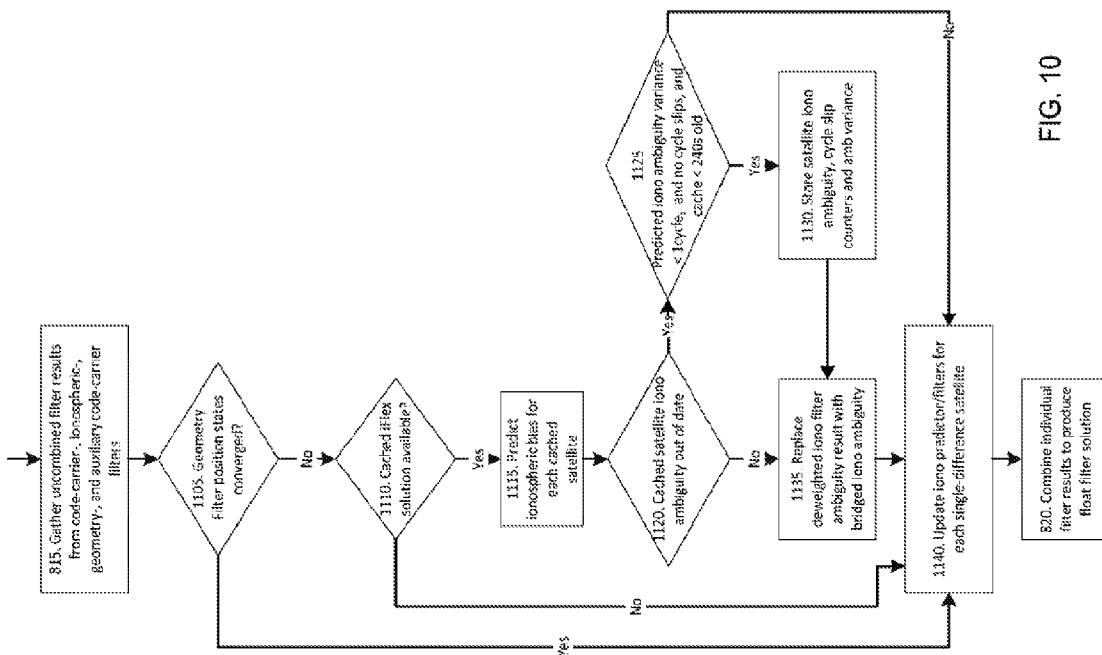 815. Gather uncombined filter results
from code-carrier-, ionospheric-,
geometry-, and auxiliary code-carrier
filters
1105. Geometry
Filter position states
converged?
No
Yes
1110. Cached iFlex
solution available?
Yes
No
1115. Predict
ionospheric bias for
each cached
satellite
1120. Cached satellite iono
ambiguity out of date
Yes
No
1125
Predicted iono ambiguity variance
< 1cycle, and no cycle slips, and
cache < 240s old
Yes
No
1130. Store satellite iono
ambiguity, cycle slip
counters and amb variance
1135. Replace
deweighted iono filter
ambiguity result with
bridged iono ambiguity
1140. Update iono predictor/filters for
each single-difference satellite
820. Combine individual
filter results to produce
float filter solution
FIG. 10